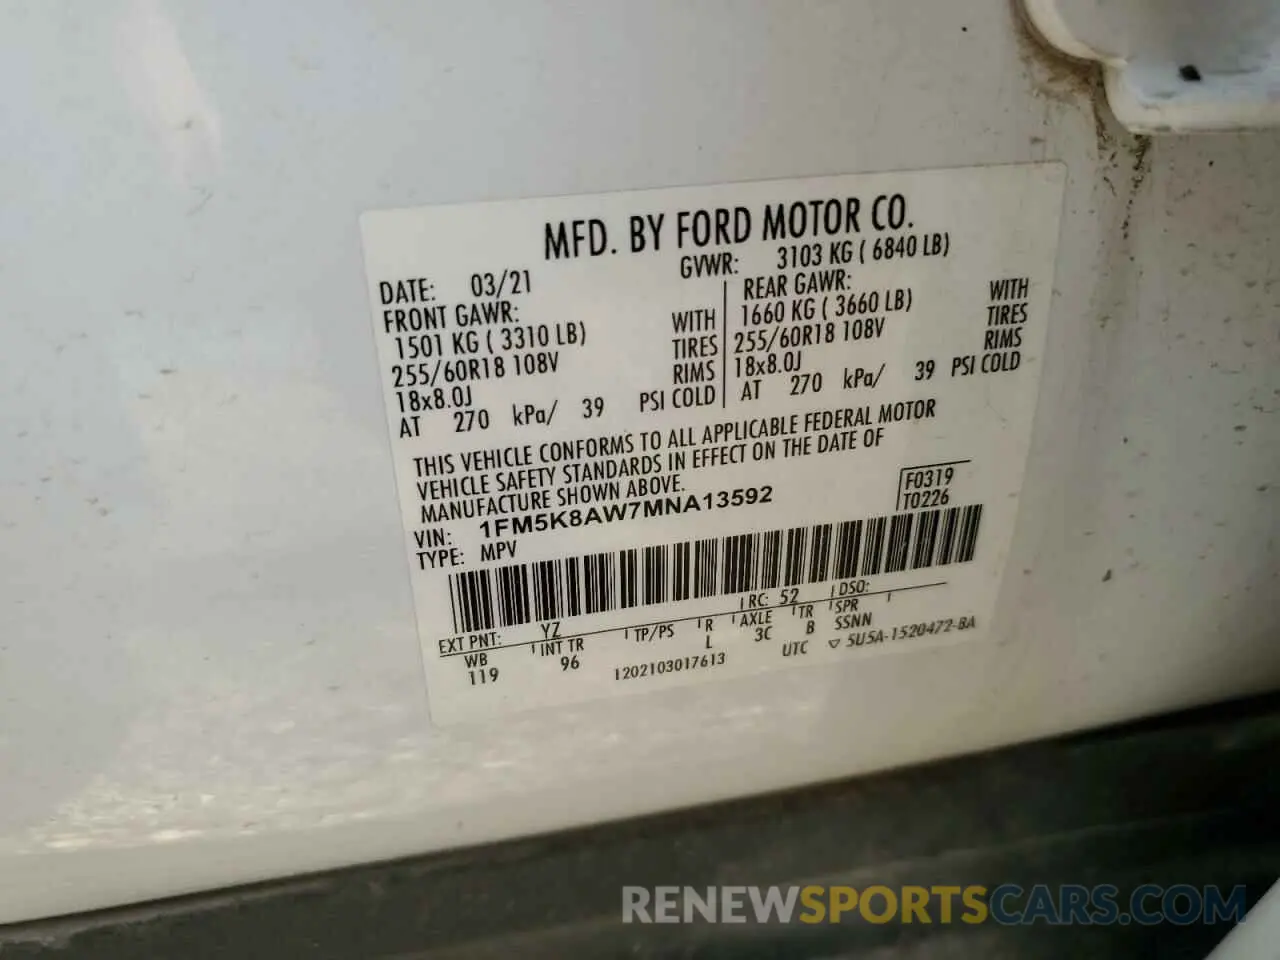 MFD. BY FORD MOTOR CO.
DATE: 03/21 GVWR: 3103 KG ( 6840 LB)
FRONT GAWR:
1501 KG ( 3310 LB) WITH
255/60R18 108V TIRES
18x8.0J RIMS
AT 270 kPa/ 39 PSI COLD
REAR GAWR:
1660 KG ( 3660 LB) WITH
255/60R18 108V TIRES
18x8.0J RIMS
AT 270 kPa/ 39 PSI COLD
THIS VEHICLE CONFORMS TO ALL APPLICABLE FEDERAL MOTOR
VEHICLE SAFETY STANDARDS IN EFFECT ON THE DATE OF
MANUFACTURE SHOWN ABOVE.
VIN: 1FM5K8AW7MNA13592
TYPE: MPV
F0319
T0226
EXT PNT: YZ RC: 52 DSO:
WB INT TR TP/PS R AXLE TR SPR
119 96 L 3C B SSNN
1202103017613 UTC ▽ 5U5A-1520472-BA
RENEWSPORTSCARS.COM